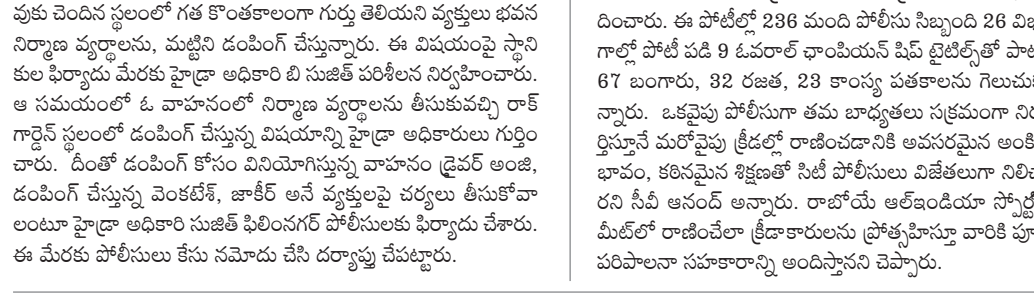 వుకు చెందిన స్థలంలో గత కొంతకాలంగా గుర్తు తెలియని వ్యక్తులు భవన
నిర్మాణ వ్యర్థాలను, మట్టిని డంపింగ్ చేస్తున్నారు. ఈ విషయంపై స్థాని
కుల ఫిర్యాదు మేరకు హైడ్రా అధికారి బి సుజిత్ పరిశీలన నిర్వహించారు.
ఆ సమయంలో ఓ వాహనంలో నిర్మాణ వ్యర్థాలను తీసుకువచ్చి రాక్
గార్డెన్ స్థలంలో డంపింగ్ చేస్తున్న విషయాన్ని హైడ్రా అధికారులు గుర్తిం
చారు. దీంతో డంపింగ్ కోసం వినియోగిస్తున్న వాహనం డ్రైవర్ అంజి,
డంపింగ్ చేస్తున్న వెంకటేశ్, జాకీర్ అనే వ్యక్తులపై చర్యలు తీసుకోవా
లంటూ హైడ్రా అధికారి సుజిత్ ఫిలింనగర్ పోలీసులకు ఫిర్యాదు చేశారు.
ఈ మేరకు పోలీసులు కేసు నమోదు చేసి దర్యాప్తు చేపట్టారు.
దించారు. ఈ పోటీల్లో 236 మంది పోలీసు సిబ్బంది 26 విభ
గాల్లో పోటీ పడి 9 ఓవరాల్ ఛాంపియన్ షిప్ టైటిల్స్‌తో పాట
67 బంగారు, 32 రజత, 23 కాంస్య పతకాలను గెలుచుక
న్నారు. ఒకవైపు పోలీసుగా తమ బాధ్యతలు సక్రమంగా నిర
ర్తిస్తూనే మరోవైపు క్రీడల్లో రాణించడానికి అవసరమైన అంకి
భావం, కఠినమైన శిక్షణతో సిటీ పోలీసులు విజేతలుగా నిలిచ
రని సీవీ ఆనంద్ అన్నారు. రాబోయే ఆల్ఇండియా స్పోర్ట్స్
మీట్‌లో రాణించేలా క్రీడాకారులను ప్రోత్సహిస్తూ వారికి పూ
పరిపాలనా సహకారాన్ని అందిస్తానని చెప్పారు.